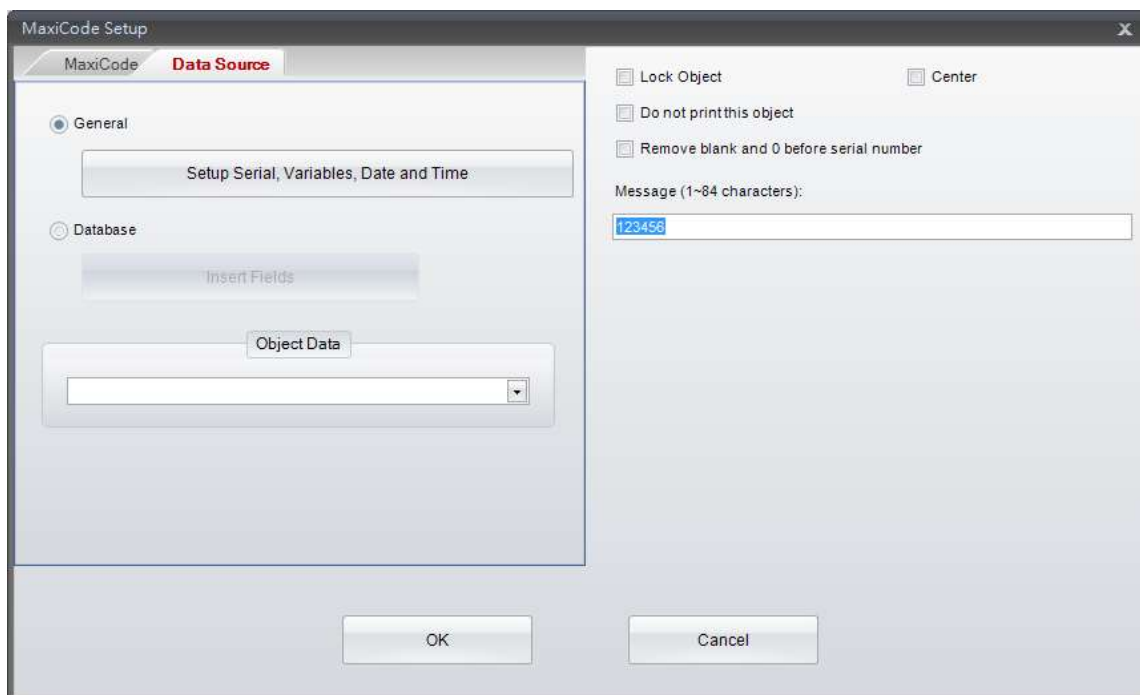 MaxiCode Setup
x
MaxiCode
Data Source
General
Setup Serial, Variables, Date and Time
Database
Insert Fields
Object Data
Lock Object
Center
Do not print this object
Remove blank and 0 before serial number
Message (1~84 characters):
123456
OK
Cancel